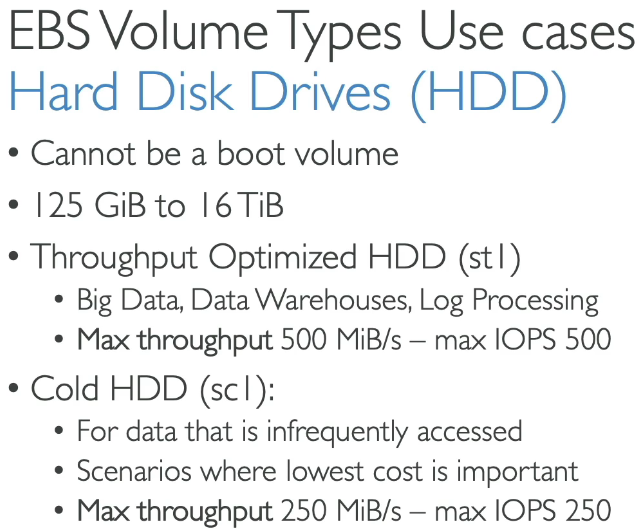 EBS Volume Types Use cases
Hard Disk Drives (HDD)
• Cannot be a boot volume
• 125 GiB to 16 TiB
• Throughput Optimized HDD (st1)
• Big Data, Data Warehouses, Log Processing
• Max throughput 500 MiB/s – max IOPS 500
• Cold HDD (sc1):
• For data that is infrequently accessed
• Scenarios where lowest cost is important
• Max throughput 250 MiB/s – max IOPS 250